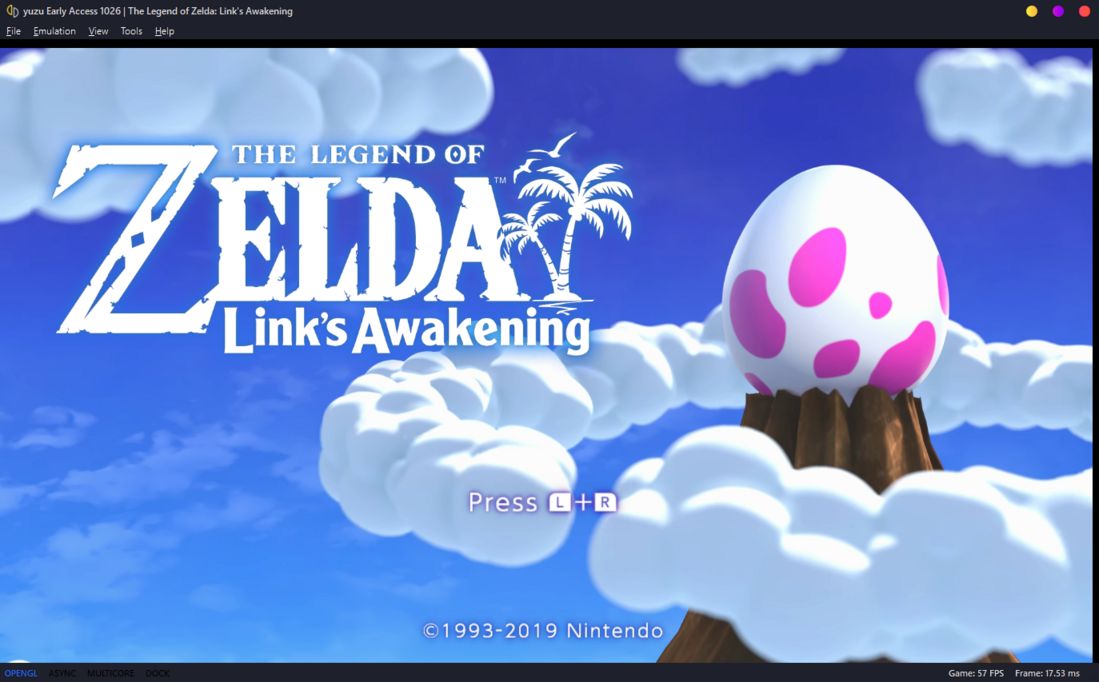 yuzu Early Access 1026 | The Legend of Zelda: Link's Awakening
File Emulation View Tools Help
THE LEGEND OF
ZELDA™
Link's Awakening
Press L+R
©1993-2019 Nintendo
OPENGL ASYNC MULTICORE DOCK Game: 57 FPS Frame: 17.53 ms